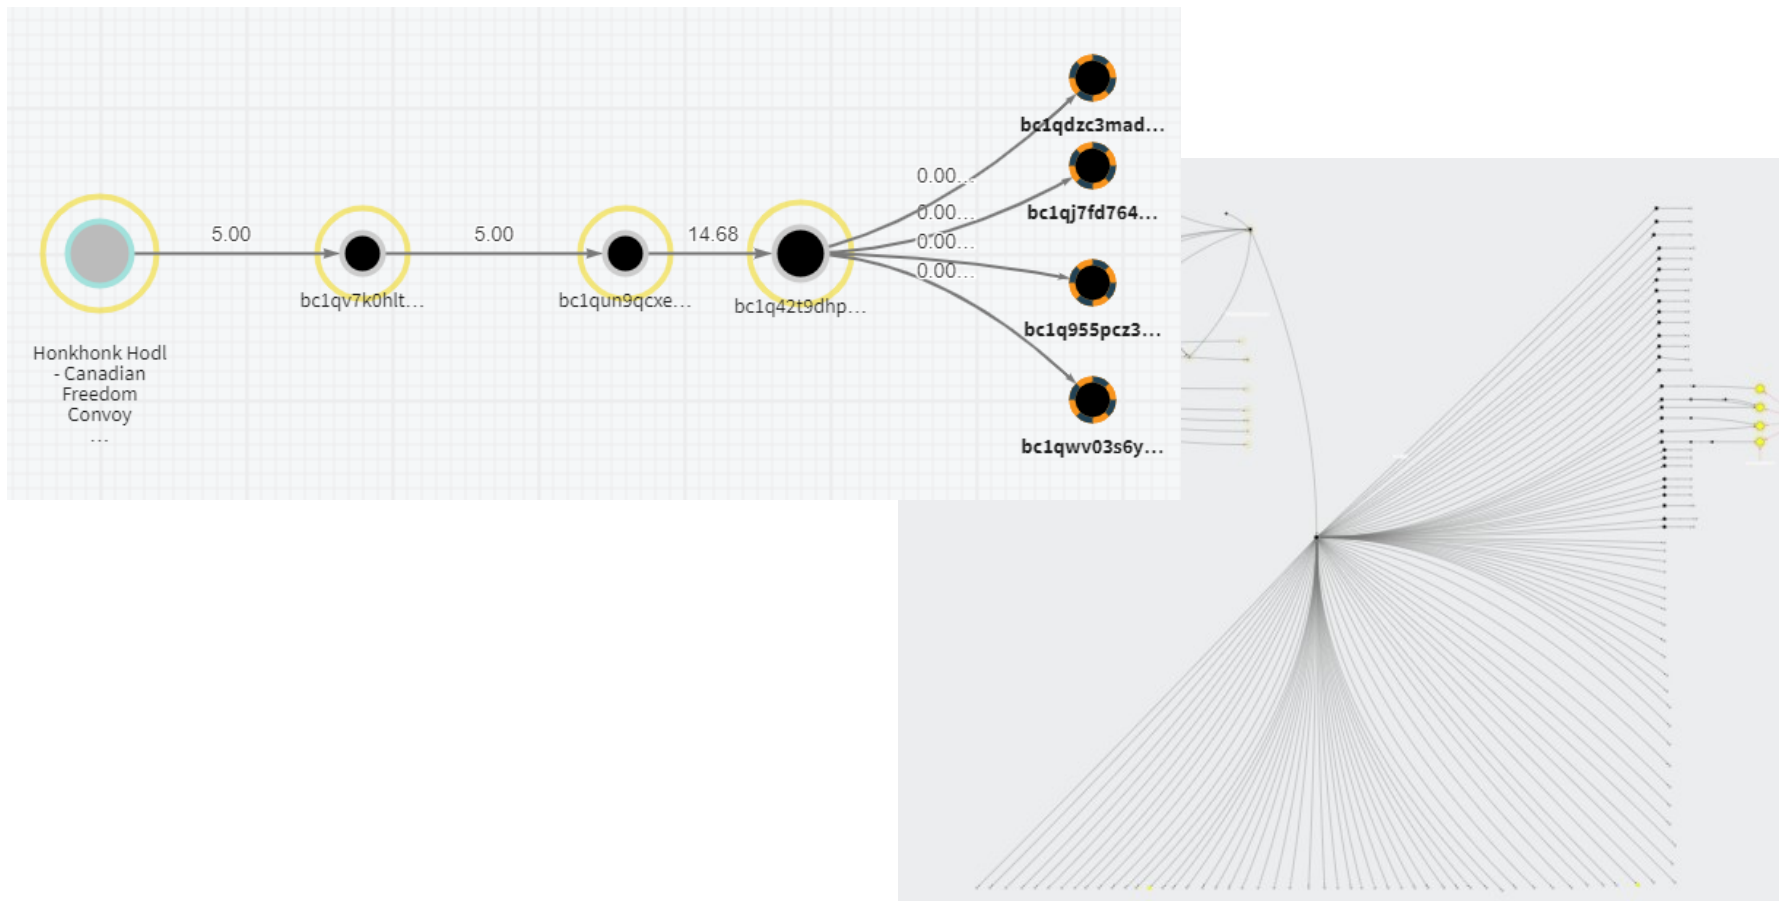 5.00
5.00
14.68
0.00...
0.00...
0.00...
0.00...
Honkhonk Hodl
- Canadian
Freedom
Convoy
...
bc1qv7k0hlt...
bc1qun9qcxe...
bc1q42t9dhp...
bc1qdzc3mad...
bc1qj7fd764...
bc1q955pcz3...
bc1qwv03s6y...